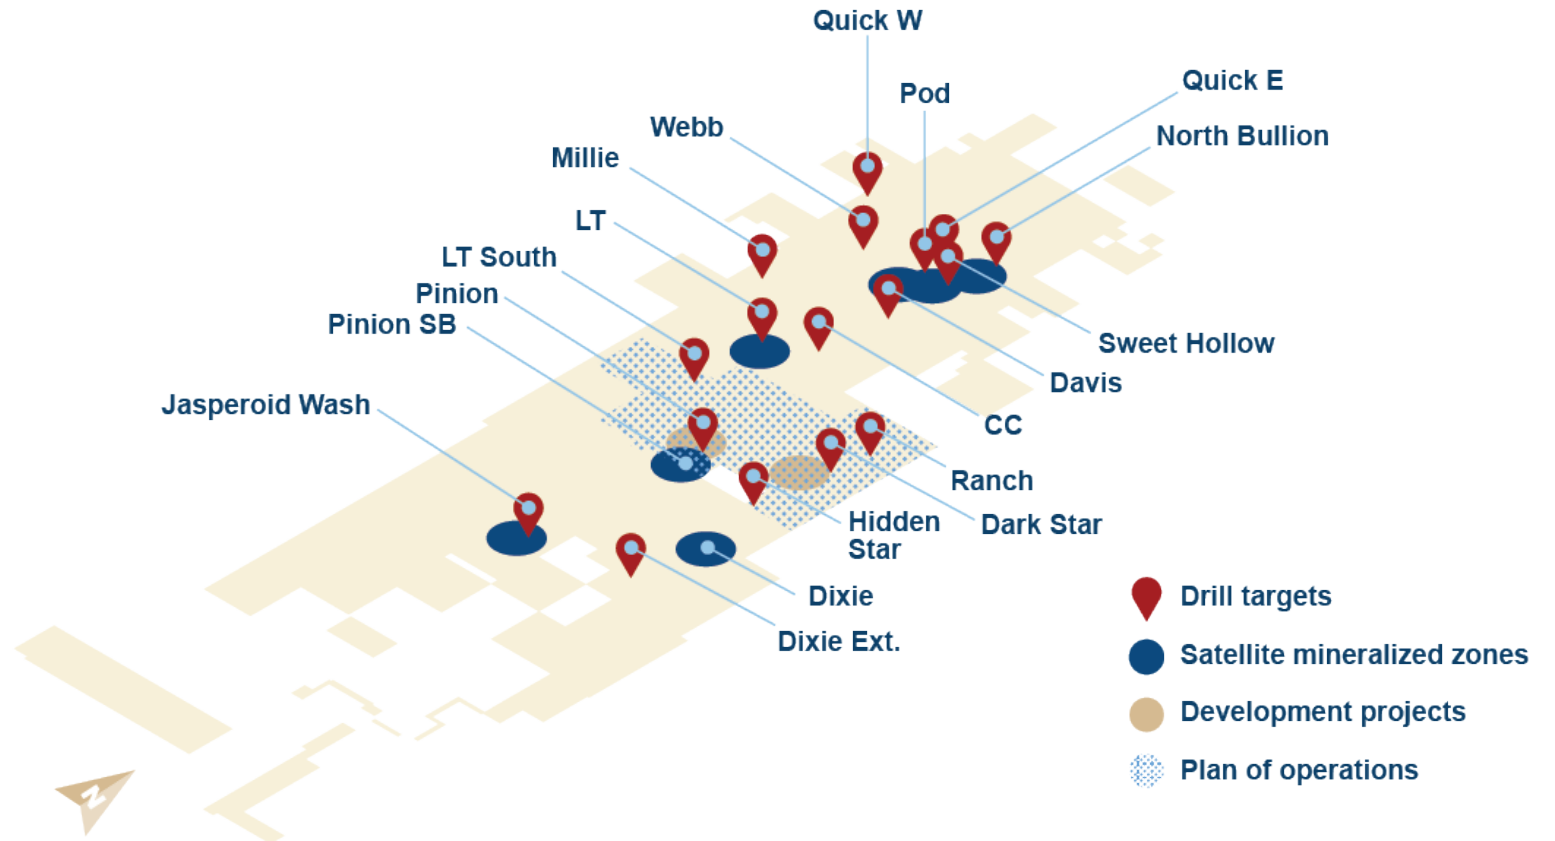 Quick W
Quick E
Pod
Webb
North Bullion
Millie
LT
LT South
Pinion
Pinion SB
Sweet Hollow
Davis
Jasperoid Wash
CC
Ranch
Hidden
Star
Dark Star
Dixie
Dixie Ext.
Drill targets
Satellite mineralized zones
Development projects
Plan of operations
N